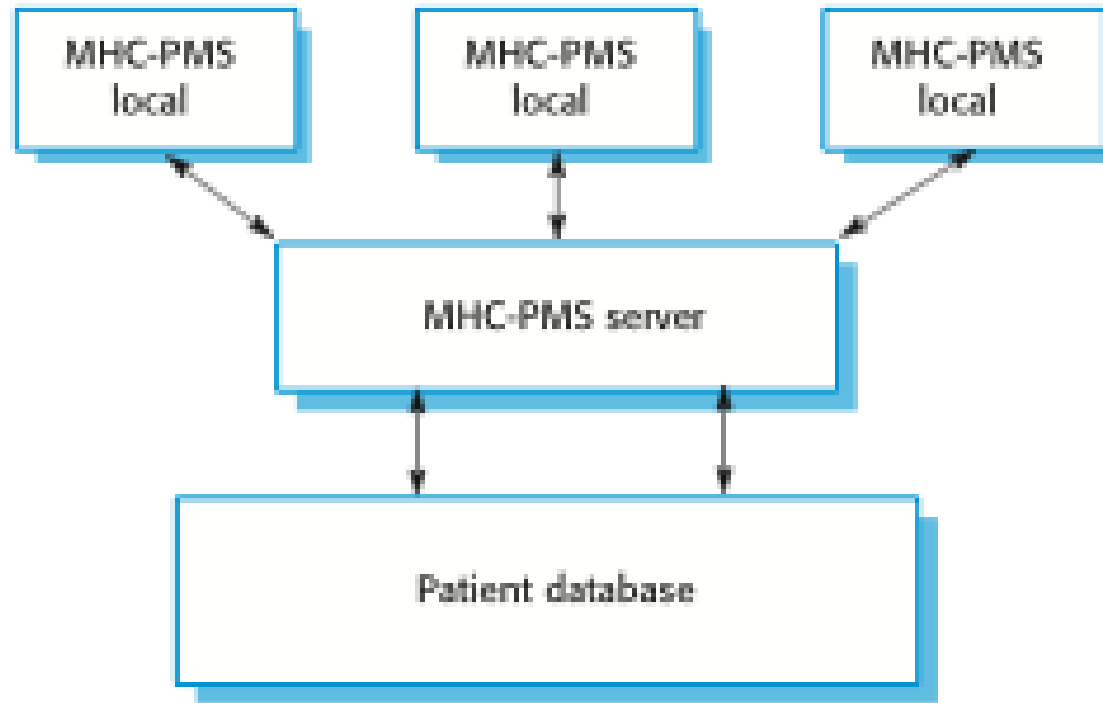 MHC-PMS
local
MHC-PMS
local
MHC-PMS
local
MHC-PMS server
Patient database